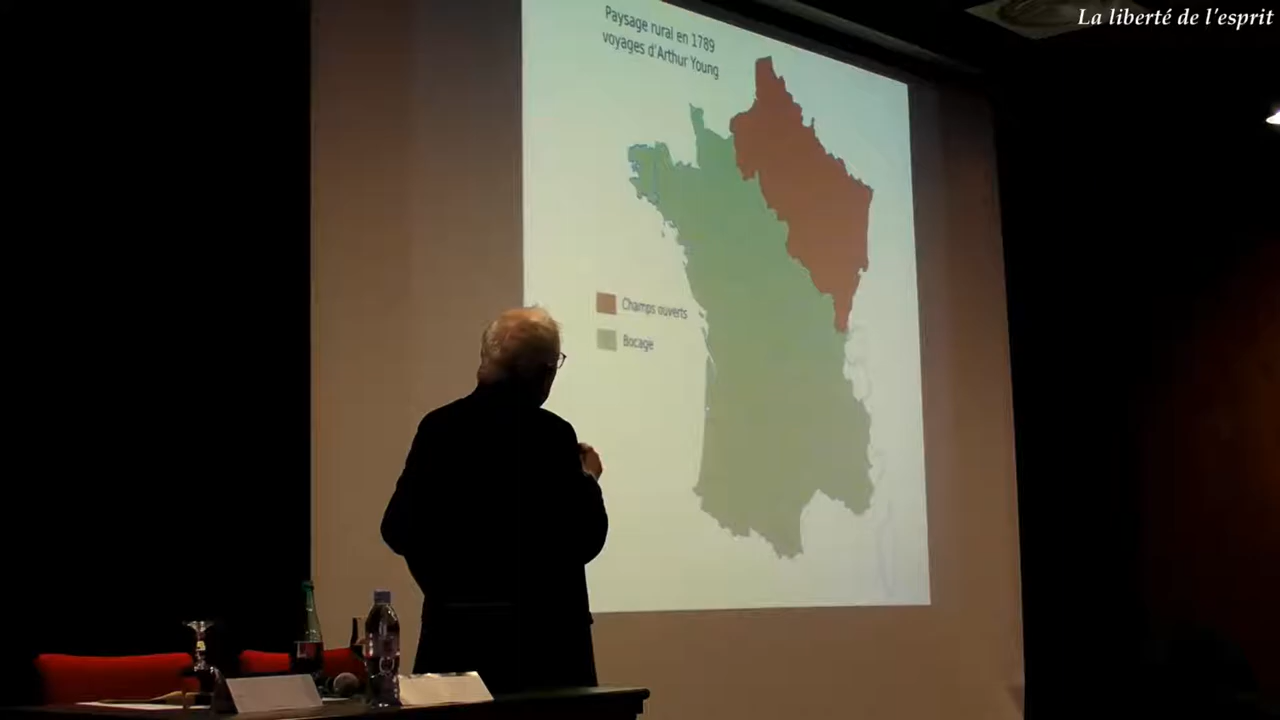 La liberté de l'esprit
Paysage rural en 1789
voyages d'Arthur Young
Champs ouverts
Bocage